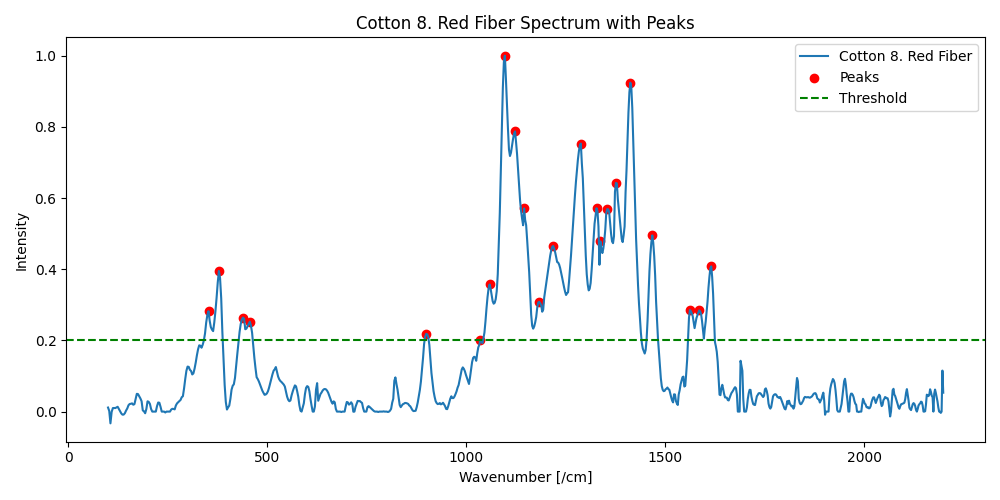 Cotton 8. Red Fiber Spectrum with Peaks
Cotton 8. Red Fiber
Peaks
Threshold
Intensity
1.0
0.8
0.6
0.4
0.2
0.0
0 500 1000 1500 2000
Wavenumber [/cm]